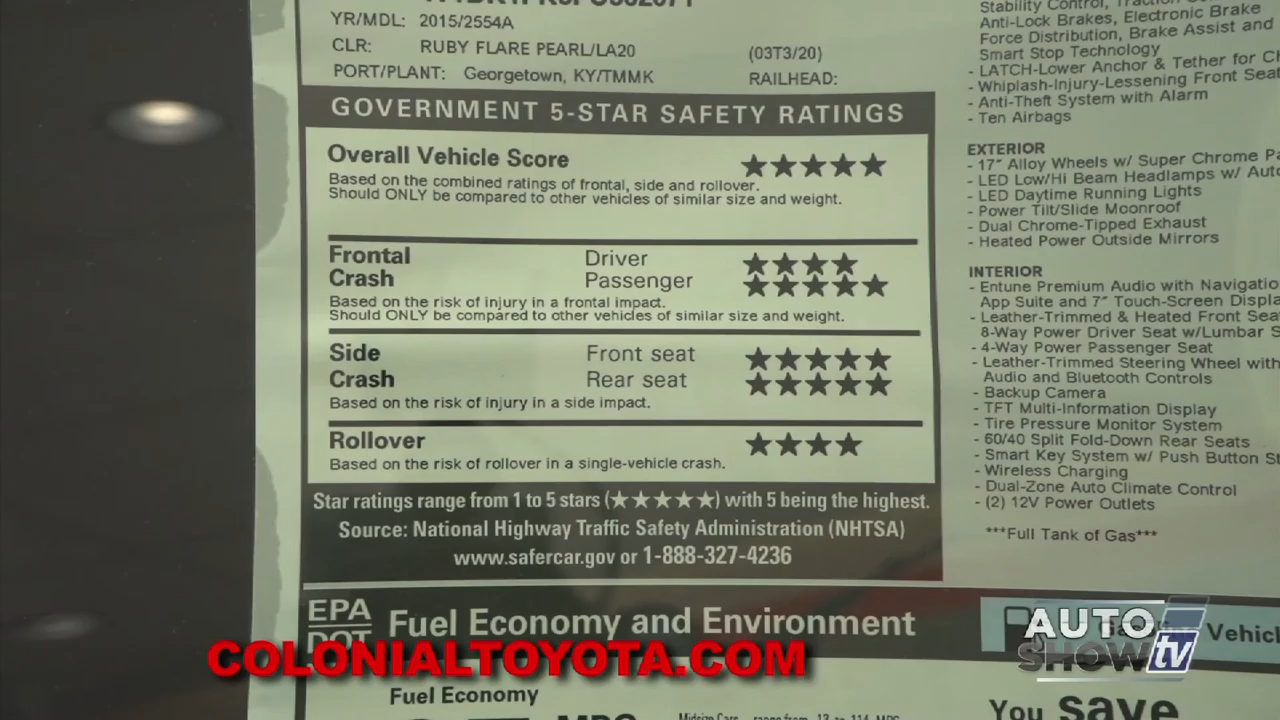 YR/MDL: 2015/2554A
CLR: RUBY FLARE PEARL/LA20 (03T3/20)
PORT/PLANT: Georgetown, KY/TMMK RAILHEAD:
GOVERNMENT 5-STAR SAFETY RATINGS
Overall Vehicle Score ★★★★★
Based on the combined ratings of frontal, side and rollover.
Should ONLY be compared to other vehicles of similar size and weight.
Frontal Driver ★★★★
Crash Passenger ★★★★★
Based on the risk of injury in a frontal impact.
Should ONLY be compared to other vehicles of similar size and weight.
Side Front seat ★★★★★
Crash Rear seat ★★★★★
Based on the risk of injury in a side impact.
Rollover ★★★★
Based on the risk of rollover in a single-vehicle crash.
Star ratings range from 1 to 5 stars (★★★★★) with 5 being the highest.
Source: National Highway Traffic Safety Administration (NHTSA)
www.safercar.gov or 1-888-327-4236
EPA
DOT
Fuel Economy and Environment
Fuel Economy
Stability Control, Traction
Anti-Lock Brakes, Electronic Brake
Force Distribution, Brake Assist and
Smart Stop Technology
- LATCH-Lower Anchor & Tether for
- Whiplash-Injury-Lessening Front
- Anti-Theft System with Alarm
- Ten Airbags
EXTERIOR
- 17" Alloy Wheels w/ Super Chrome
- LED Low/Hi Beam Headlamps w/
- LED Daytime Running Lights
- Power Tilt/Slide Moonroof
- Dual Chrome-Tipped Exhaust
- Heated Power Outside Mirrors
INTERIOR
- Entune Premium Audio with
App Suite and 7" Touch-Screen
- Leather-Trimmed & Heated Front
8-Way Power Driver Seat w/Lumbar
- 4-Way Power Passenger Seat
- Leather-Trimmed Steering Wheel with
Audio and Bluetooth Controls
- Backup Camera
- TFT Multi-Information Display
- Tire Pressure Monitor System
- 60/40 Split Fold-Down Rear Seats
- Smart Key System w/ Push Button
- Wireless Charging
- Dual-Zone Auto Climate Control
- (2) 12V Power Outlets
***Full Tank of Gas***
You save
COLONIALTOYOTA.COM
AUTO
SHOW tv